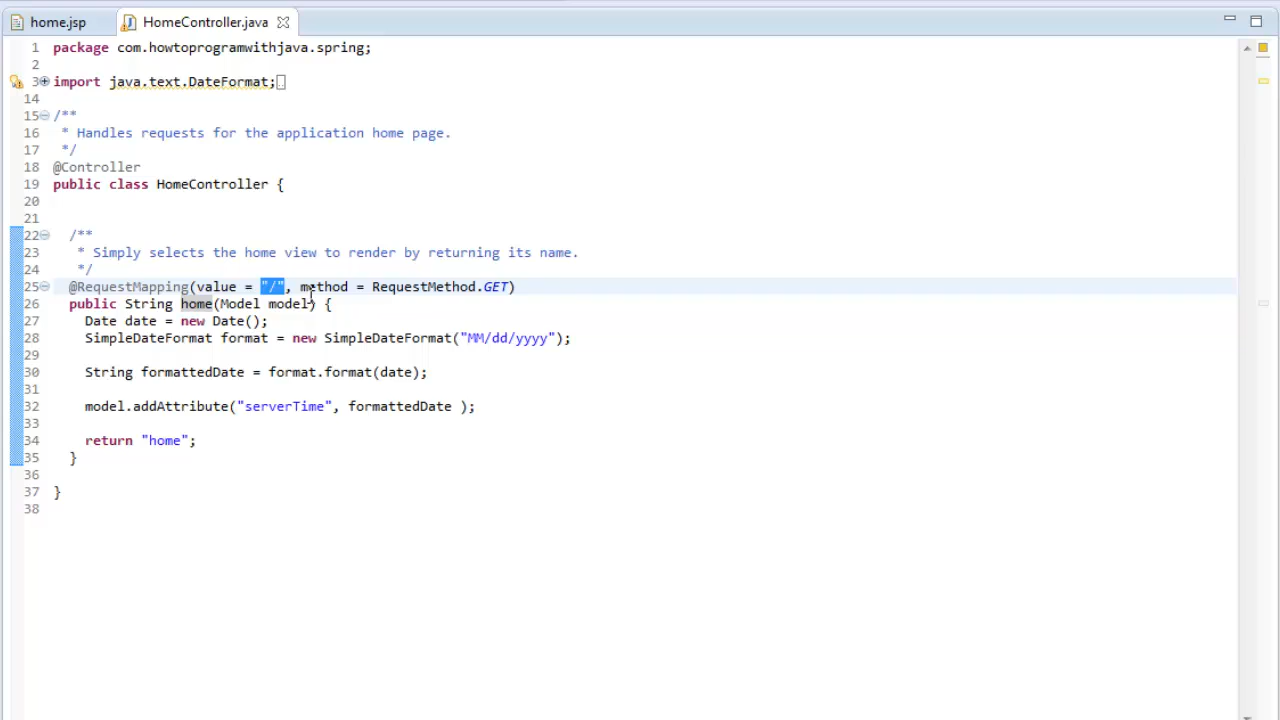 home.jsp HomeController.java
1 package com.howtoprogramwithjava.spring;
2
3 import java.text.DateFormat;
14
15 /**
16 * Handles requests for the application home page.
17 */
18 @Controller
19 public class HomeController {
20
21
22 /**
23 * Simply selects the home view to render by returning its name.
24 */
25 @RequestMapping(value = "/", method = RequestMethod.GET)
26 public String home(Model model) {
27 Date date = new Date();
28 SimpleDateFormat format = new SimpleDateFormat("MM/dd/yyyy");
29
30 String formattedDate = format.format(date);
31
32 model.addAttribute("serverTime", formattedDate );
33
34 return "home";
35 }
36
37 }
38